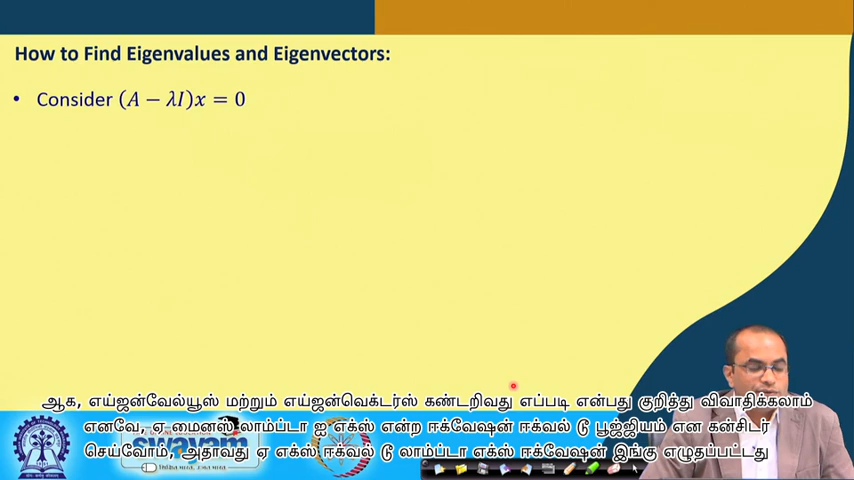 How to Find Eigenvalues and Eigenvectors:
• Consider (A − λI)x = 0
ஆக, எய்ஜன்வேல்யூஸ் மற்றும் எய்ஜன்வெக்டர்ஸ் கண்டறிவது எப்படி என்பது குறித்து விவாதிக்கலாம்
எனவே, ஏ மைனஸ் லாம்ப்டா ஐ எக்ஸ் என்ற ஈக்வேஷன் ஈக்வல் டூ பூஜ்ஜியம் என கன்சிடர்
செய்வோம், அதாவது ஏ எக்ஸ் ஈக்வல் டூ லாம்ப்டா எக்ஸ் ஈக்வேஷன் இங்கு எழுதப்பட்டது
swayam